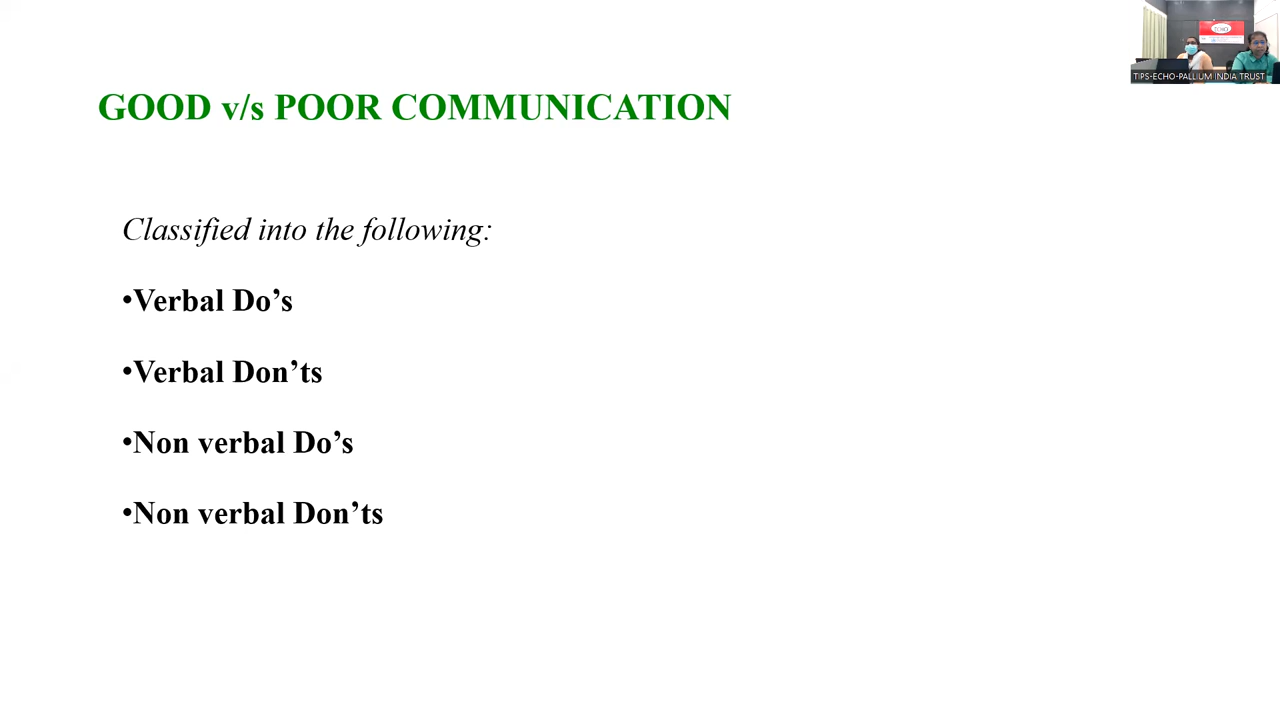 GOOD v/s POOR COMMUNICATION
Classified into the following:
•Verbal Do’s
•Verbal Don’ts
•Non verbal Do’s
•Non verbal Don’ts
TIPS-ECHO-PALLIUM INDIA TRUST